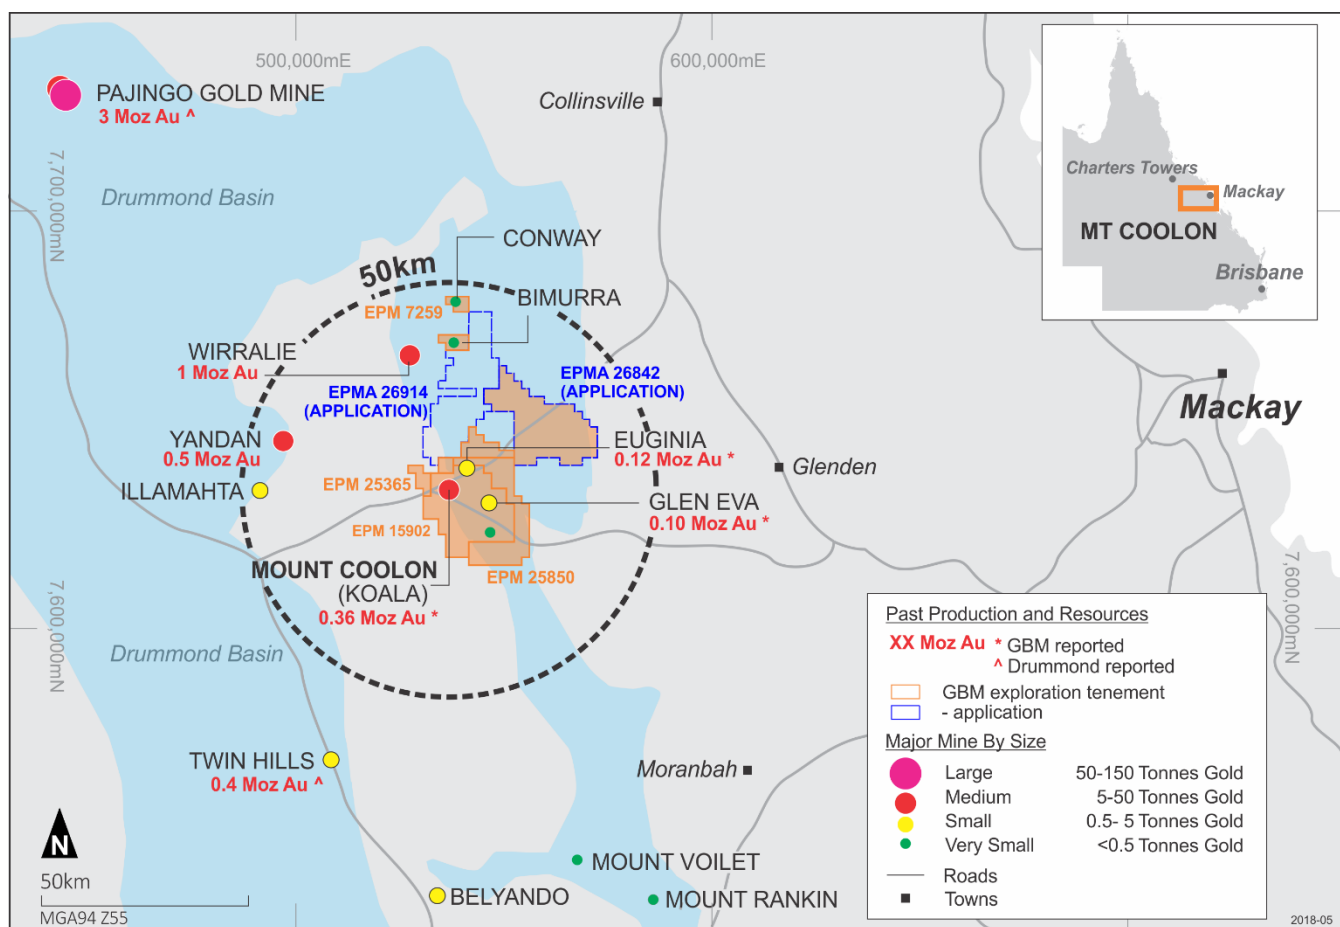 500,000mE
600,000mE
PAJINGO GOLD MINE
3 Moz Au ^
Collinsville
7,700,000mN
Drummond Basin
Charters Towers
Mackay
MT COOLON
Brisbane
CONWAY
50km
BIMURRA
EPM 7259
WIRRALIE
1 Moz Au
EPMA 26914
(APPLICATION)
EPMA 26842
(APPLICATION)
Mackay
YANDAN
0.5 Moz Au
EUGINIA
0.12 Moz Au *
Glenden
ILLAMAHTA
EPM 25365
GLEN EVA
0.10 Moz Au *
EPM 15902
MOUNT COOLON
(KOALA)
0.36 Moz Au *
EPM 25850
7,600,000mN
7,600,000mN
Drummond Basin
Past Production and Resources
XX Moz Au * GBM reported
^ Drummond reported
GBM exploration tenement
- application
Major Mine By Size
Large 50-150 Tonnes Gold
Medium 5-50 Tonnes Gold
Small 0.5- 5 Tonnes Gold
Very Small <0.5 Tonnes Gold
Roads
Towns
TWIN HILLS
0.4 Moz Au ^
Moranbah
N
50km
MGA94 Z55
MOUNT VOILET
BELYANDO
MOUNT RANKIN
2018-05